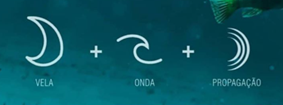 + +
VELA ONDA PROPAGAÇÃO